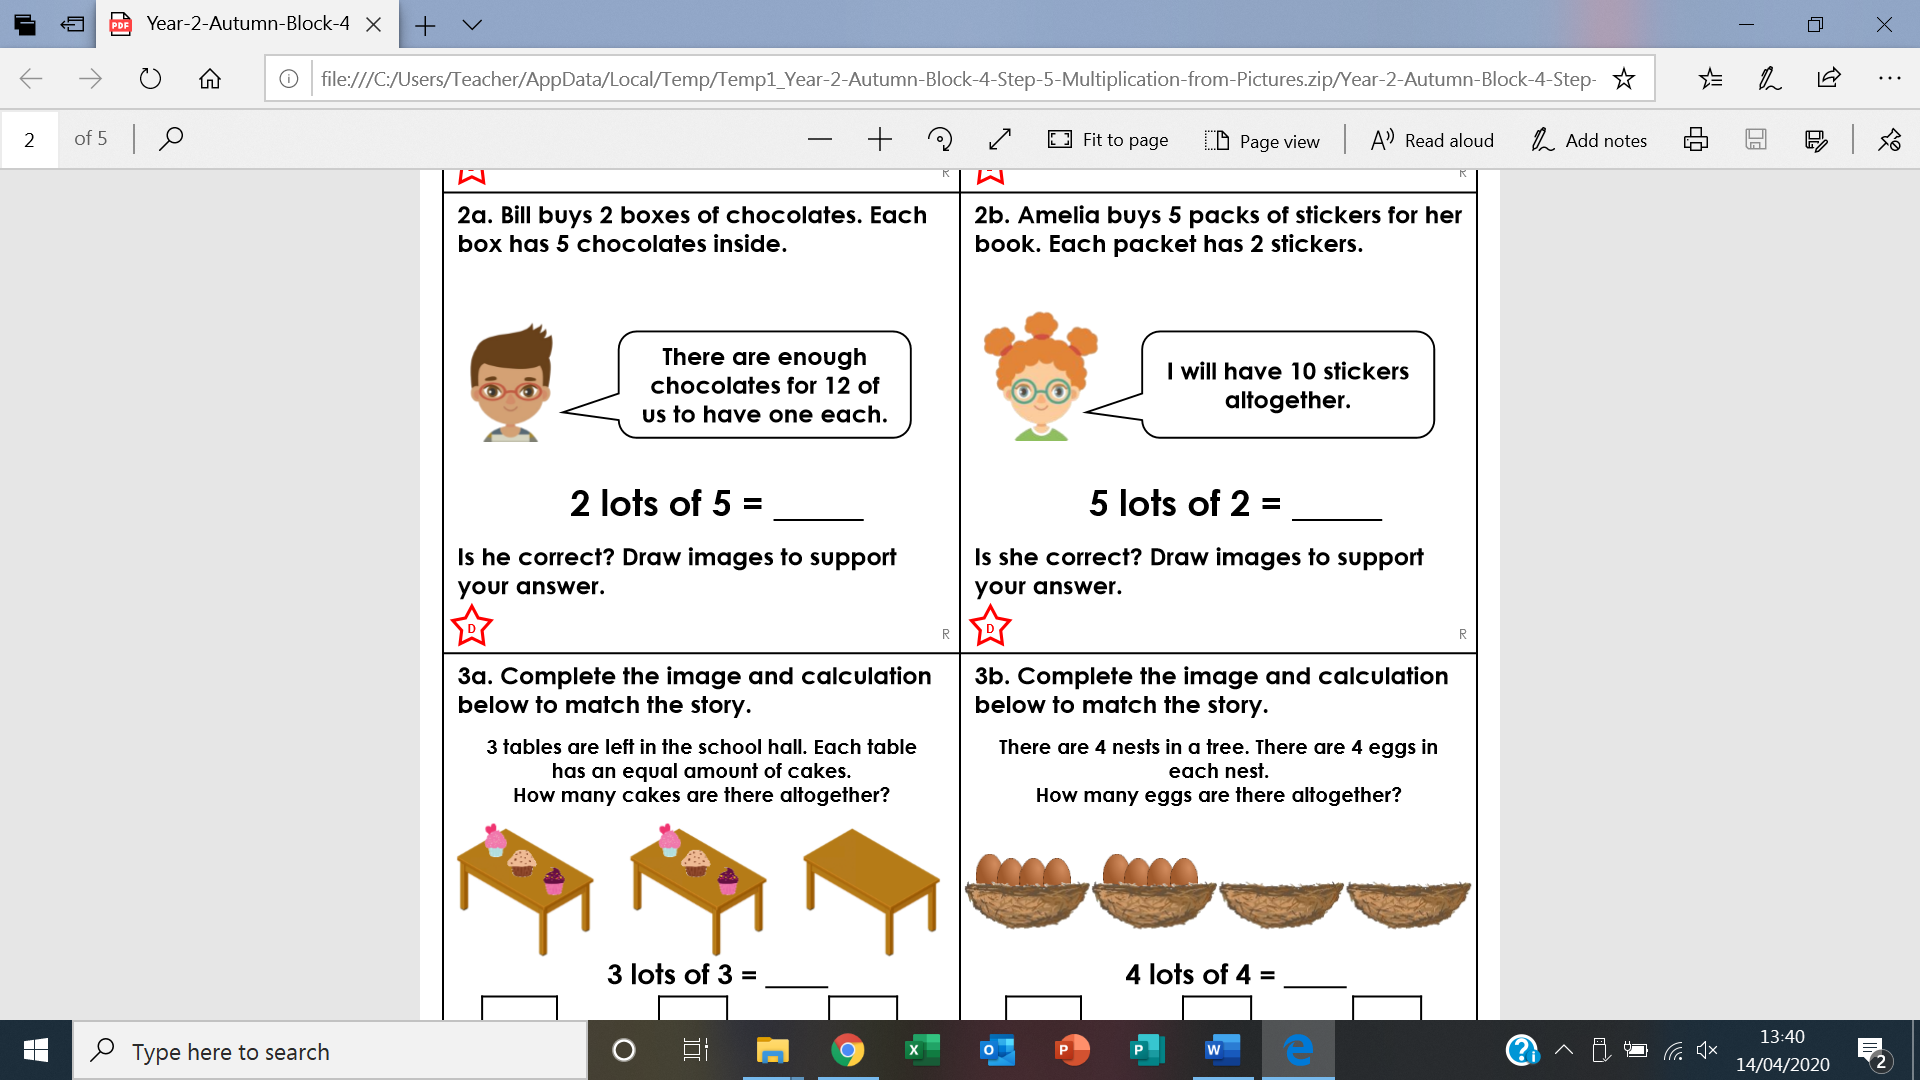 Year-2-Autumn-Block-4
file:///C:/Users/Teacher/AppData/Local/Temp/Temp1_Year-2-Autumn-Block-4-Step-5-Multiplication-from-Pictures.zip/Year-2-Autumn-Block-4-Step-
2 of 5
Fit to page
Page view
Read aloud
Add notes
R
R
2a. Bill buys 2 boxes of chocolates. Each
box has 5 chocolates inside.
There are enough
chocolates for 12 of
us to have one each.
2 lots of 5 = _____
Is he correct? Draw images to support
your answer.
D
R
2b. Amelia buys 5 packs of stickers for her
book. Each packet has 2 stickers.
I will have 10 stickers
altogether.
5 lots of 2 = _____
Is she correct? Draw images to support
your answer.
D
R
3a. Complete the image and calculation
below to match the story.
3 tables are left in the school hall. Each table
has an equal amount of cakes.
How many cakes are there altogether?
3 lots of 3 = _____
3b. Complete the image and calculation
below to match the story.
There are 4 nests in a tree. There are 4 eggs in
each nest.
How many eggs are there altogether?
4 lots of 4 = _____
Type here to search
13:40
14/04/2020
2